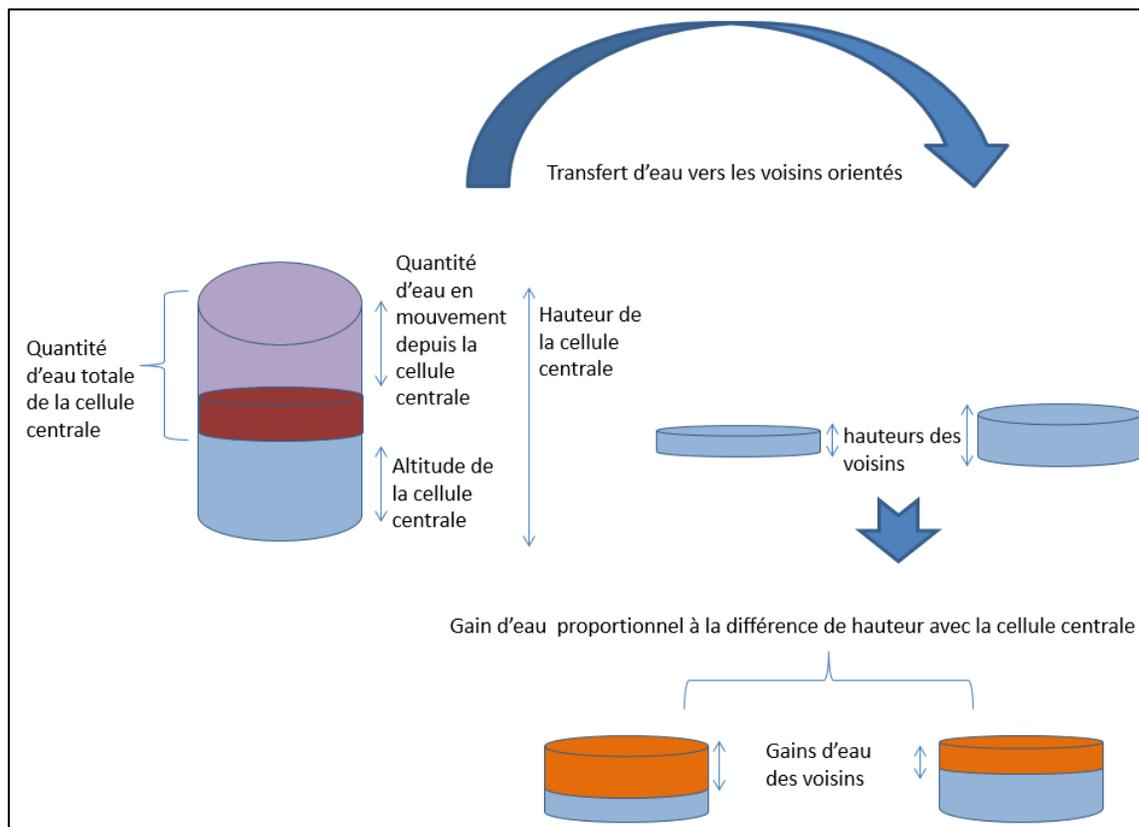 Transfert d'eau vers les voisins orientés
Quantité
d'eau en
mouvement
depuis la
cellule
centrale
Hauteur de
la cellule
centrale
Quantité
d'eau totale
de la cellule
centrale
Altitude de
la cellule
centrale
hauteurs des
voisins
Gain d'eau  proportionnel à la différence de hauteur avec la cellule centrale
Gains d'eau
des voisins